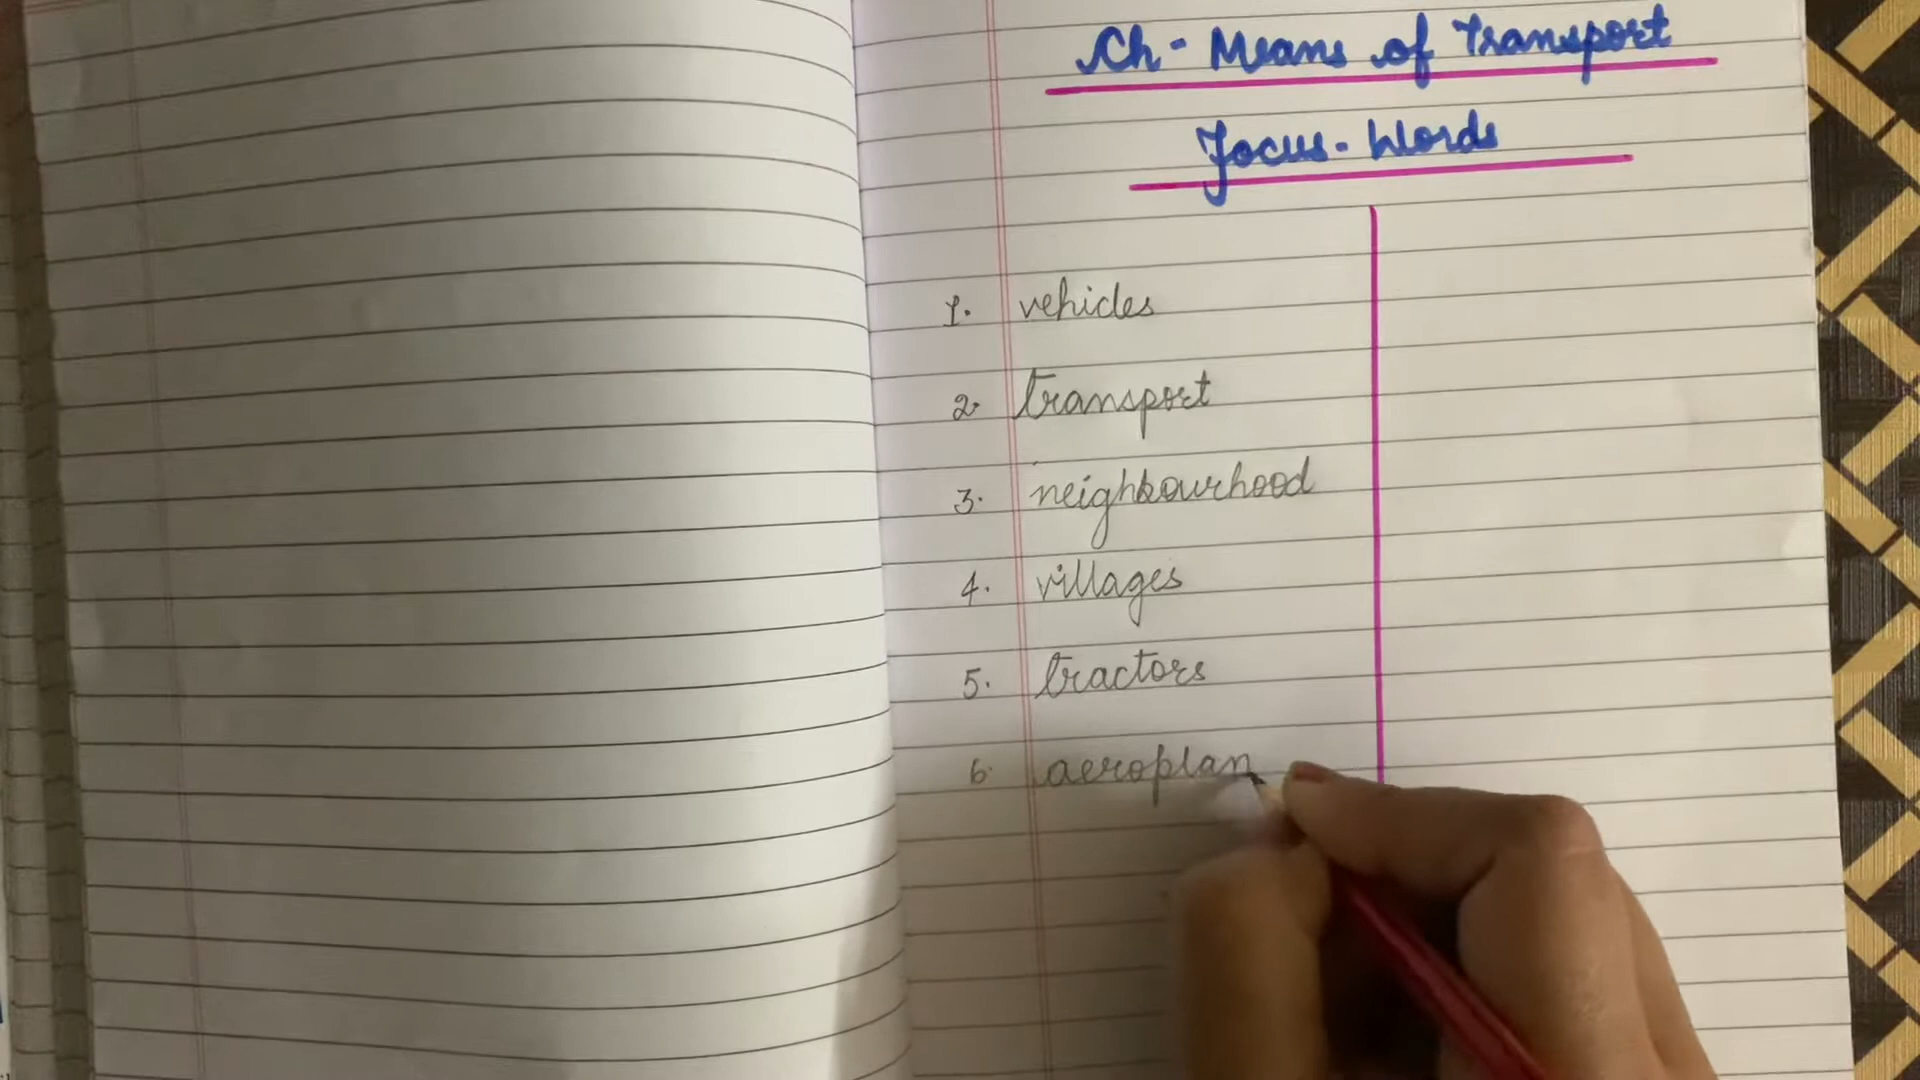 Ch - Means of Transport
Focus - Words
1. vehicles
2. transport
3. neighbourhood
4. villages
5. tractors
6. aeroplan